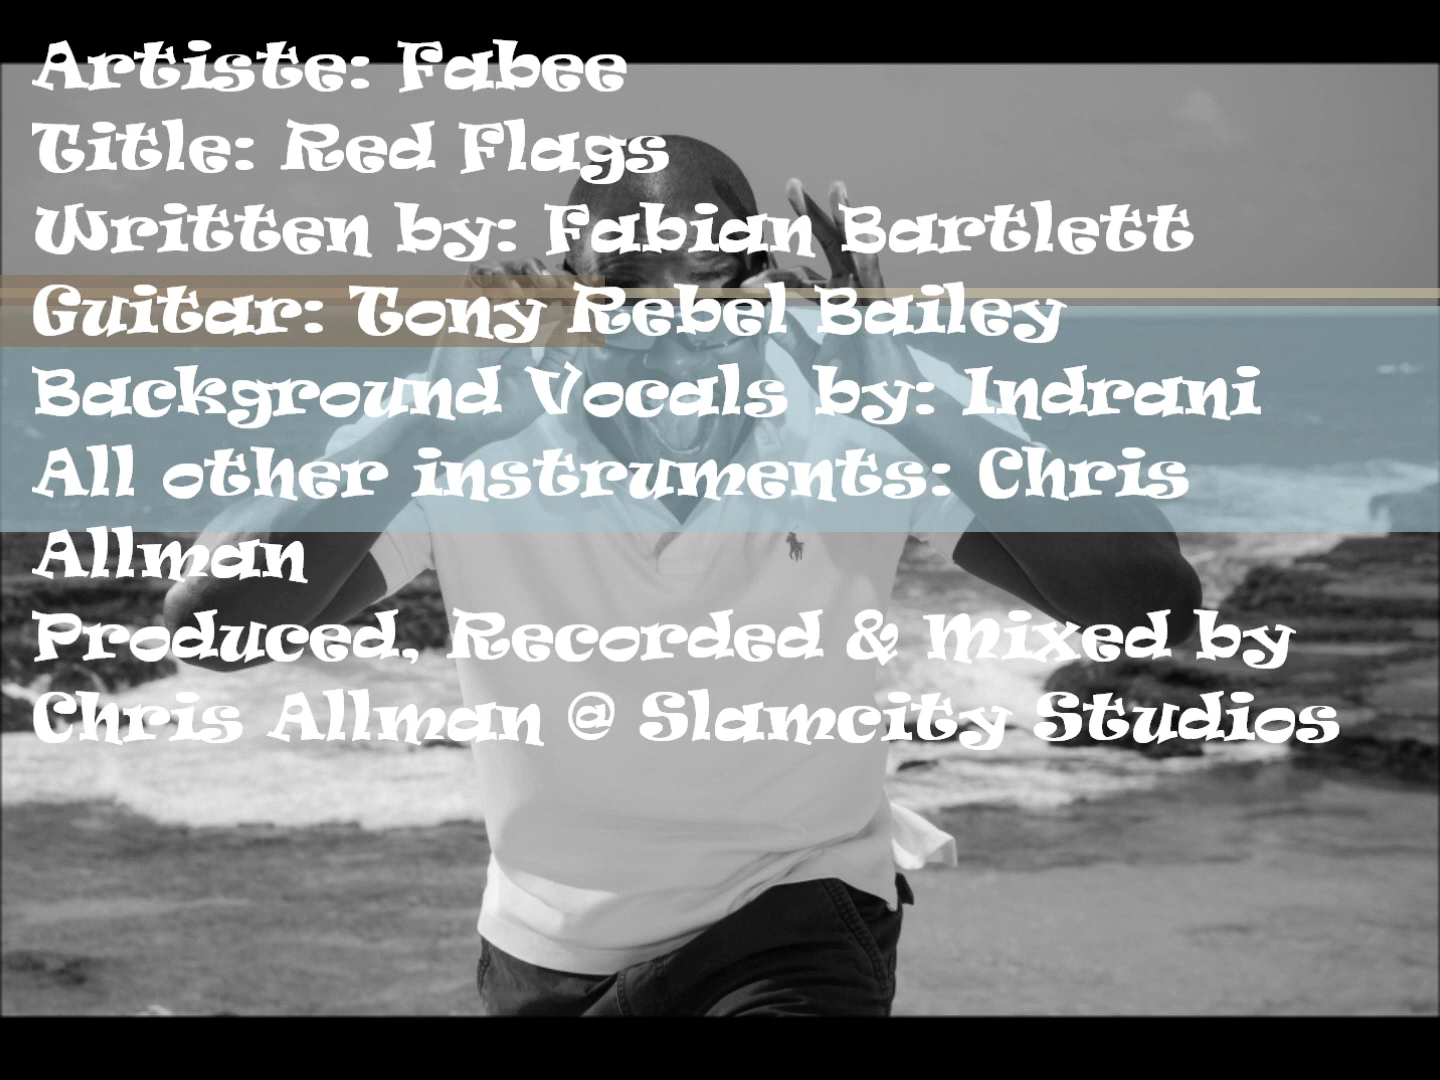 Artiste: Fabee
Title: Red Flags
Written by: Fabian Bartlett
Guitar: Tony Rebel Bailey
Background Vocals by: Indrani
All other instruments: Chris
Allman
Produced, Recorded & Mixed by
Chris Allman @ Slamcity Studios